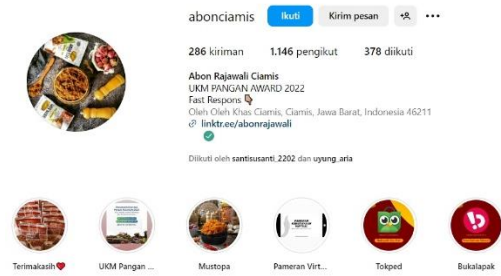 abonciamis Ikuti Kirim pesan
286 kiriman 1.146 pengikut 378 diikuti
Abon Rajawali Ciamis
UKM PANGAN AWARD 2022
Fast Respons
Oleh Oleh Khas Ciamis, Ciamis, Jawa Barat, Indonesia 46211
linktr.ee/abonrajawali
Diikuti oleh santisusanti_2202 dan uyung_aria
Terimakasih UKM Pangan ... Mustopa Pameran Virt... Tokped Bukalapak